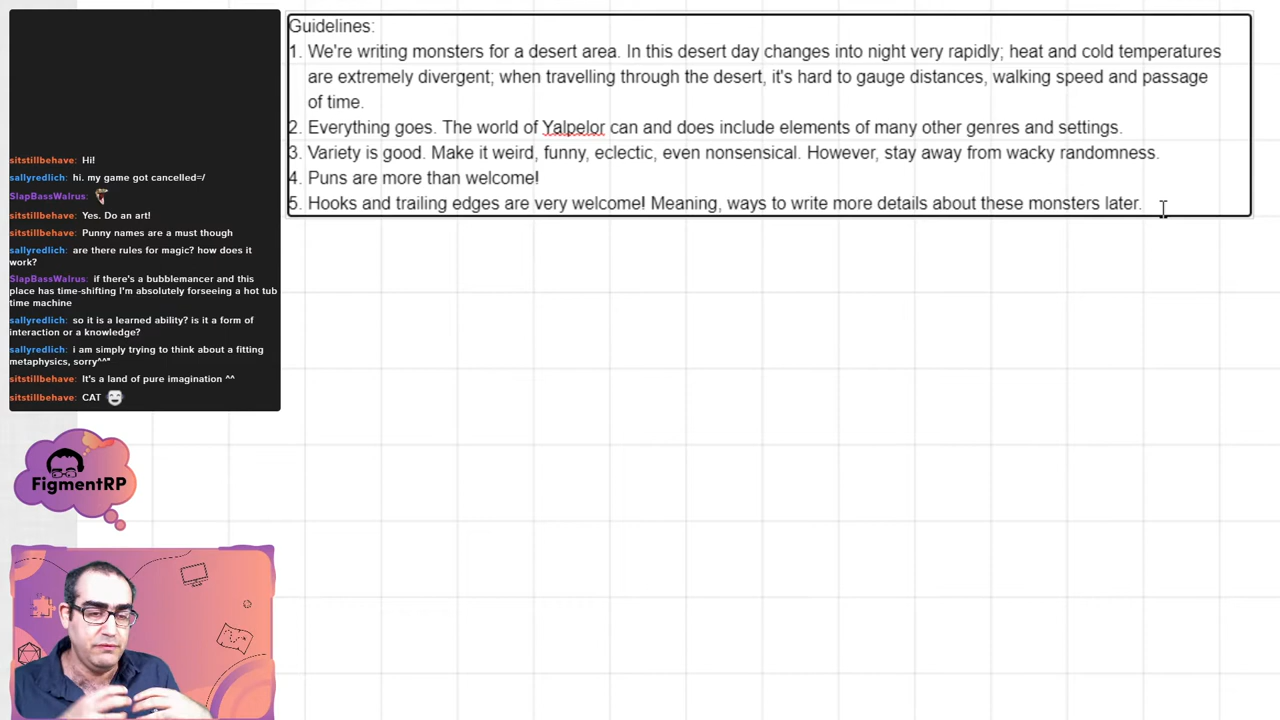 sitstillbehave: Hi!
sallyredlich: hi. my game got cancelled=/
SlapBassWalrus:
sitstillbehave: Yes. Do an art!
sitstillbehave: Punny names are a must though
sallyredlich: are there rules for magic? how does it
work?
SlapBassWalrus: if there's a bubblemancer and this
place has time-shifting I'm absolutely forseeing a hot tub
time machine
sallyredlich: so it is a learned ability? is it a form of
interaction or a knowledge?
sallyredlich: i am simply trying to think about a fitting
metaphysics, sorry^^"
sitstillbehave: It's a land of pure imagination ^^
sitstillbehave: CAT
FigmentRP
Guidelines:
1. We're writing monsters for a desert area. In this desert day changes into night very rapidly; heat and cold temperatures
are extremely divergent; when travelling through the desert, it's hard to gauge distances, walking speed and passage
of time.
2. Everything goes. The world of Yalpelor can and does include elements of many other genres and settings.
3. Variety is good. Make it weird, funny, eclectic, even nonsensical. However, stay away from wacky randomness.
4. Puns are more than welcome!
5. Hooks and trailing edges are very welcome! Meaning, ways to write more details about these monsters later.